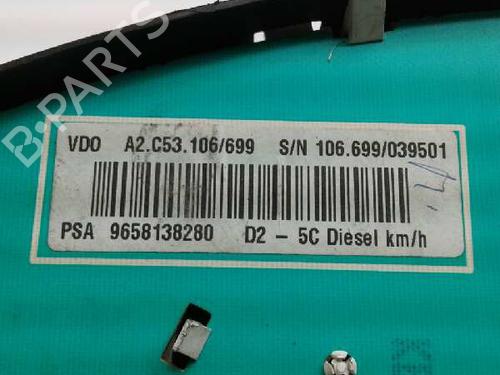 B-PARTS
VDO A2.C53.106/699 S/N 106.699/039501
PSA 9658138280 D2 - 5C Diesel km/h